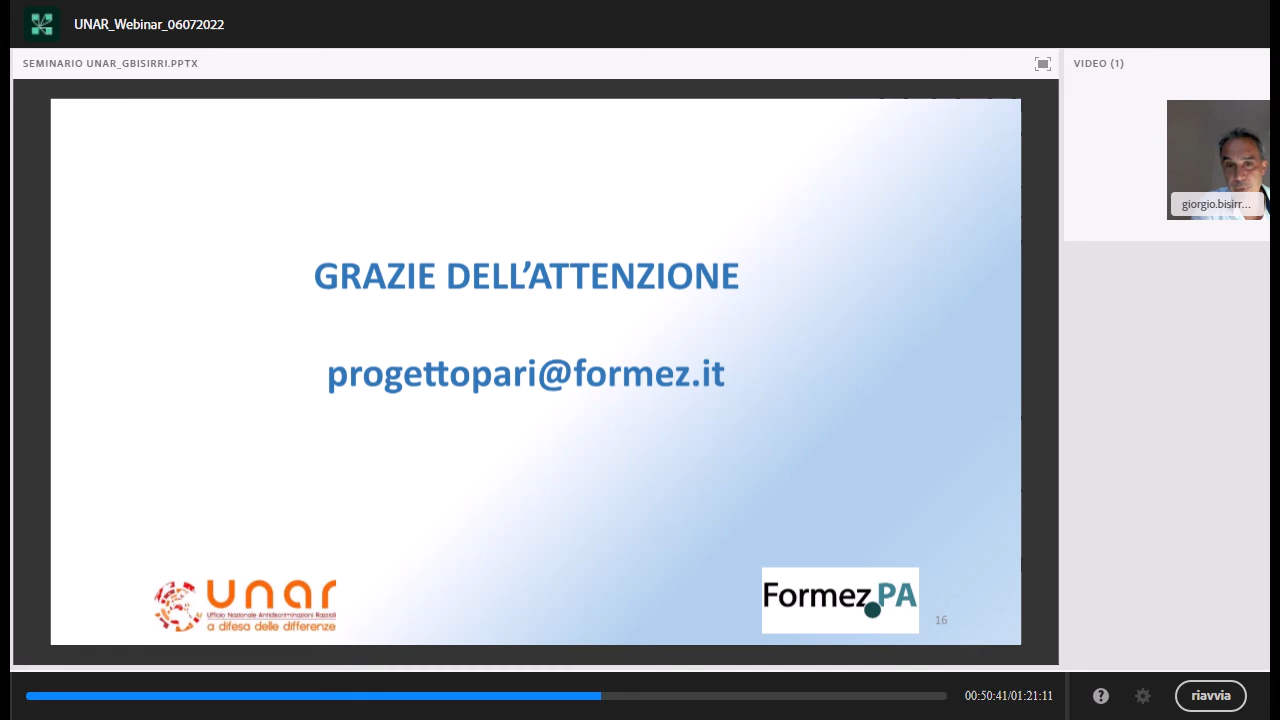 UNAR_Webinar_06072022
SEMINARIO UNAR_GBISIRRI.PPTX
VIDEO (1)
giorgio.bisirr...
GRAZIE DELL’ATTENZIONE
progettopari@formez.it
unar
Ufficio Nazionale Antidiscriminazioni Razziali
a difesa delle differenze
Formez.PA
16
00:50:41/01:21:11
?
riavvia